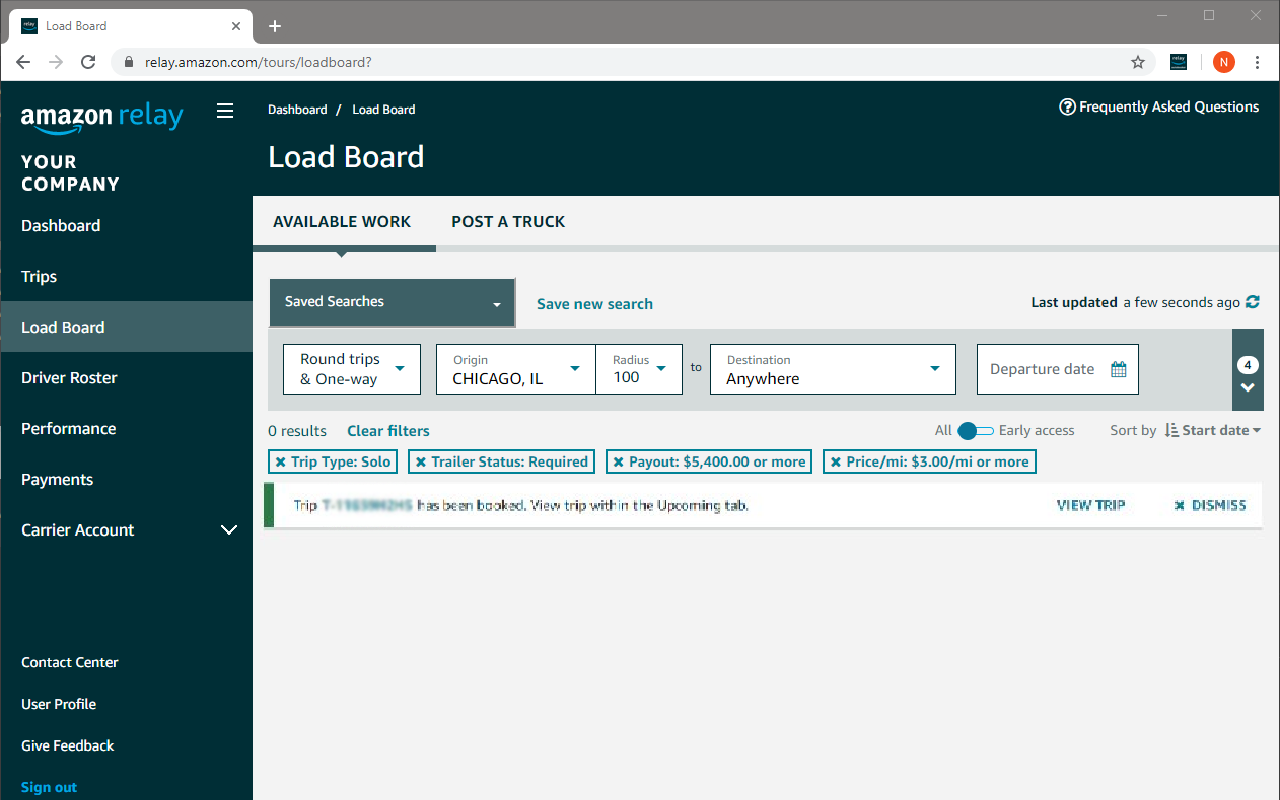 Load Board
relay.amazon.com/tours/loadboard?
N
amazon relay
YOUR
COMPANY
Dashboard
Trips
Load Board
Driver Roster
Performance
Payments
Carrier Account
Contact Center
User Profile
Give Feedback
Sign out
Dashboard / Load Board
Frequently Asked Questions
Load Board
AVAILABLE WORK POST A TRUCK
Saved Searches
Save new search
Last updated a few seconds ago
Round trips
& One-way
Origin
CHICAGO, IL
Radius
100
to
Destination
Anywhere
Departure date
4
0 results Clear filters
All Early access
Sort by Start date
Trip Type: Solo
Trailer Status: Required
Payout: $5,400.00 or more
Price/mi: $3.00/mi or more
Trip has been booked. View trip within the Upcoming tab.
VIEW TRIP
DISMISS